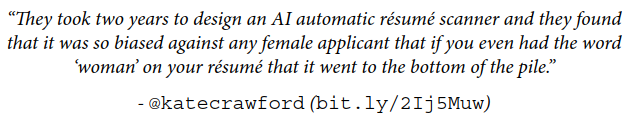 “They took two years to design an AI automatic résumé scanner and they found
that it was so biased against any female applicant that if you even had the word
‘woman’ on your résumé that it went to the bottom of the pile.”
- @katecrawford (bit.ly/2Ij5Muw)